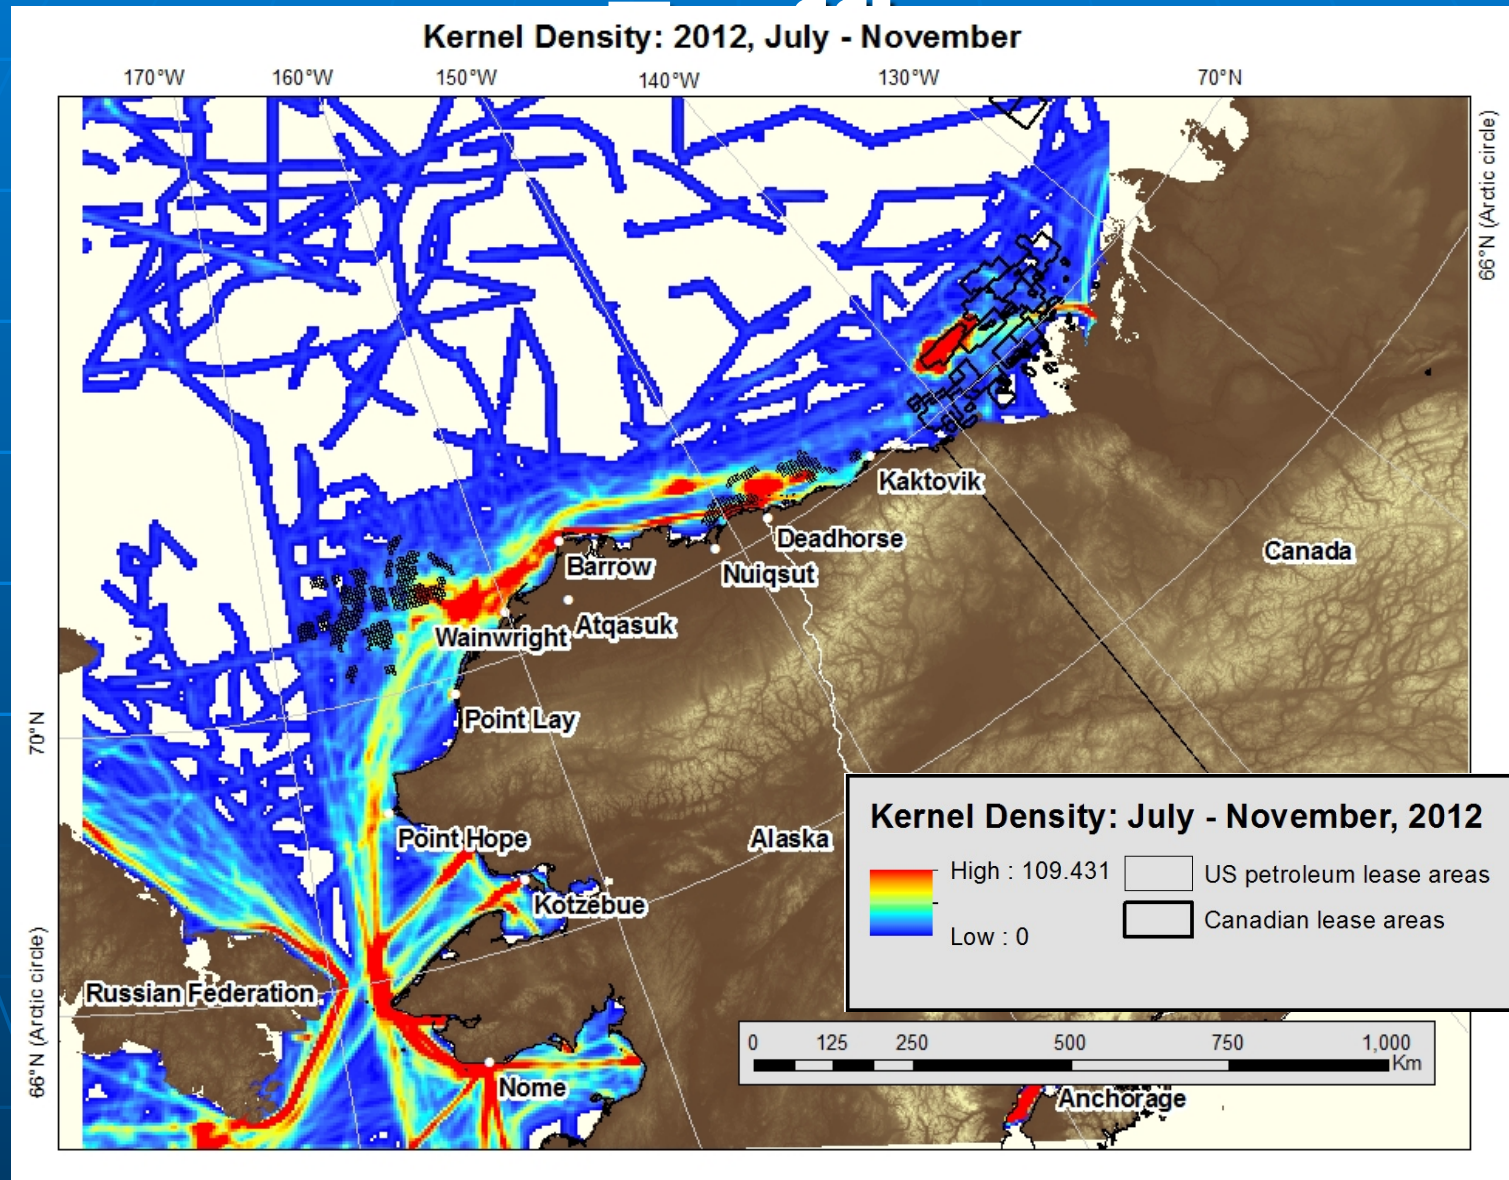 Kernel Density: 2012, July - November
170°W 160°W 150°W 140°W 130°W 70°N
66°N (Arctic circle)
Kaktovik
Deadhorse
Canada
Barrow
Nuiqsut
Atqasuk
Wainwright
Point Lay
70°N
Kernel Density: July - November, 2012
Point Hope
Alaska
High : 109.431
US petroleum lease areas
Kotzebue
Canadian lease areas
Low : 0
Russian Federation
66°N (Arctic circle)
0 125 250 500 750 1,000
Km
Nome
Anchorage